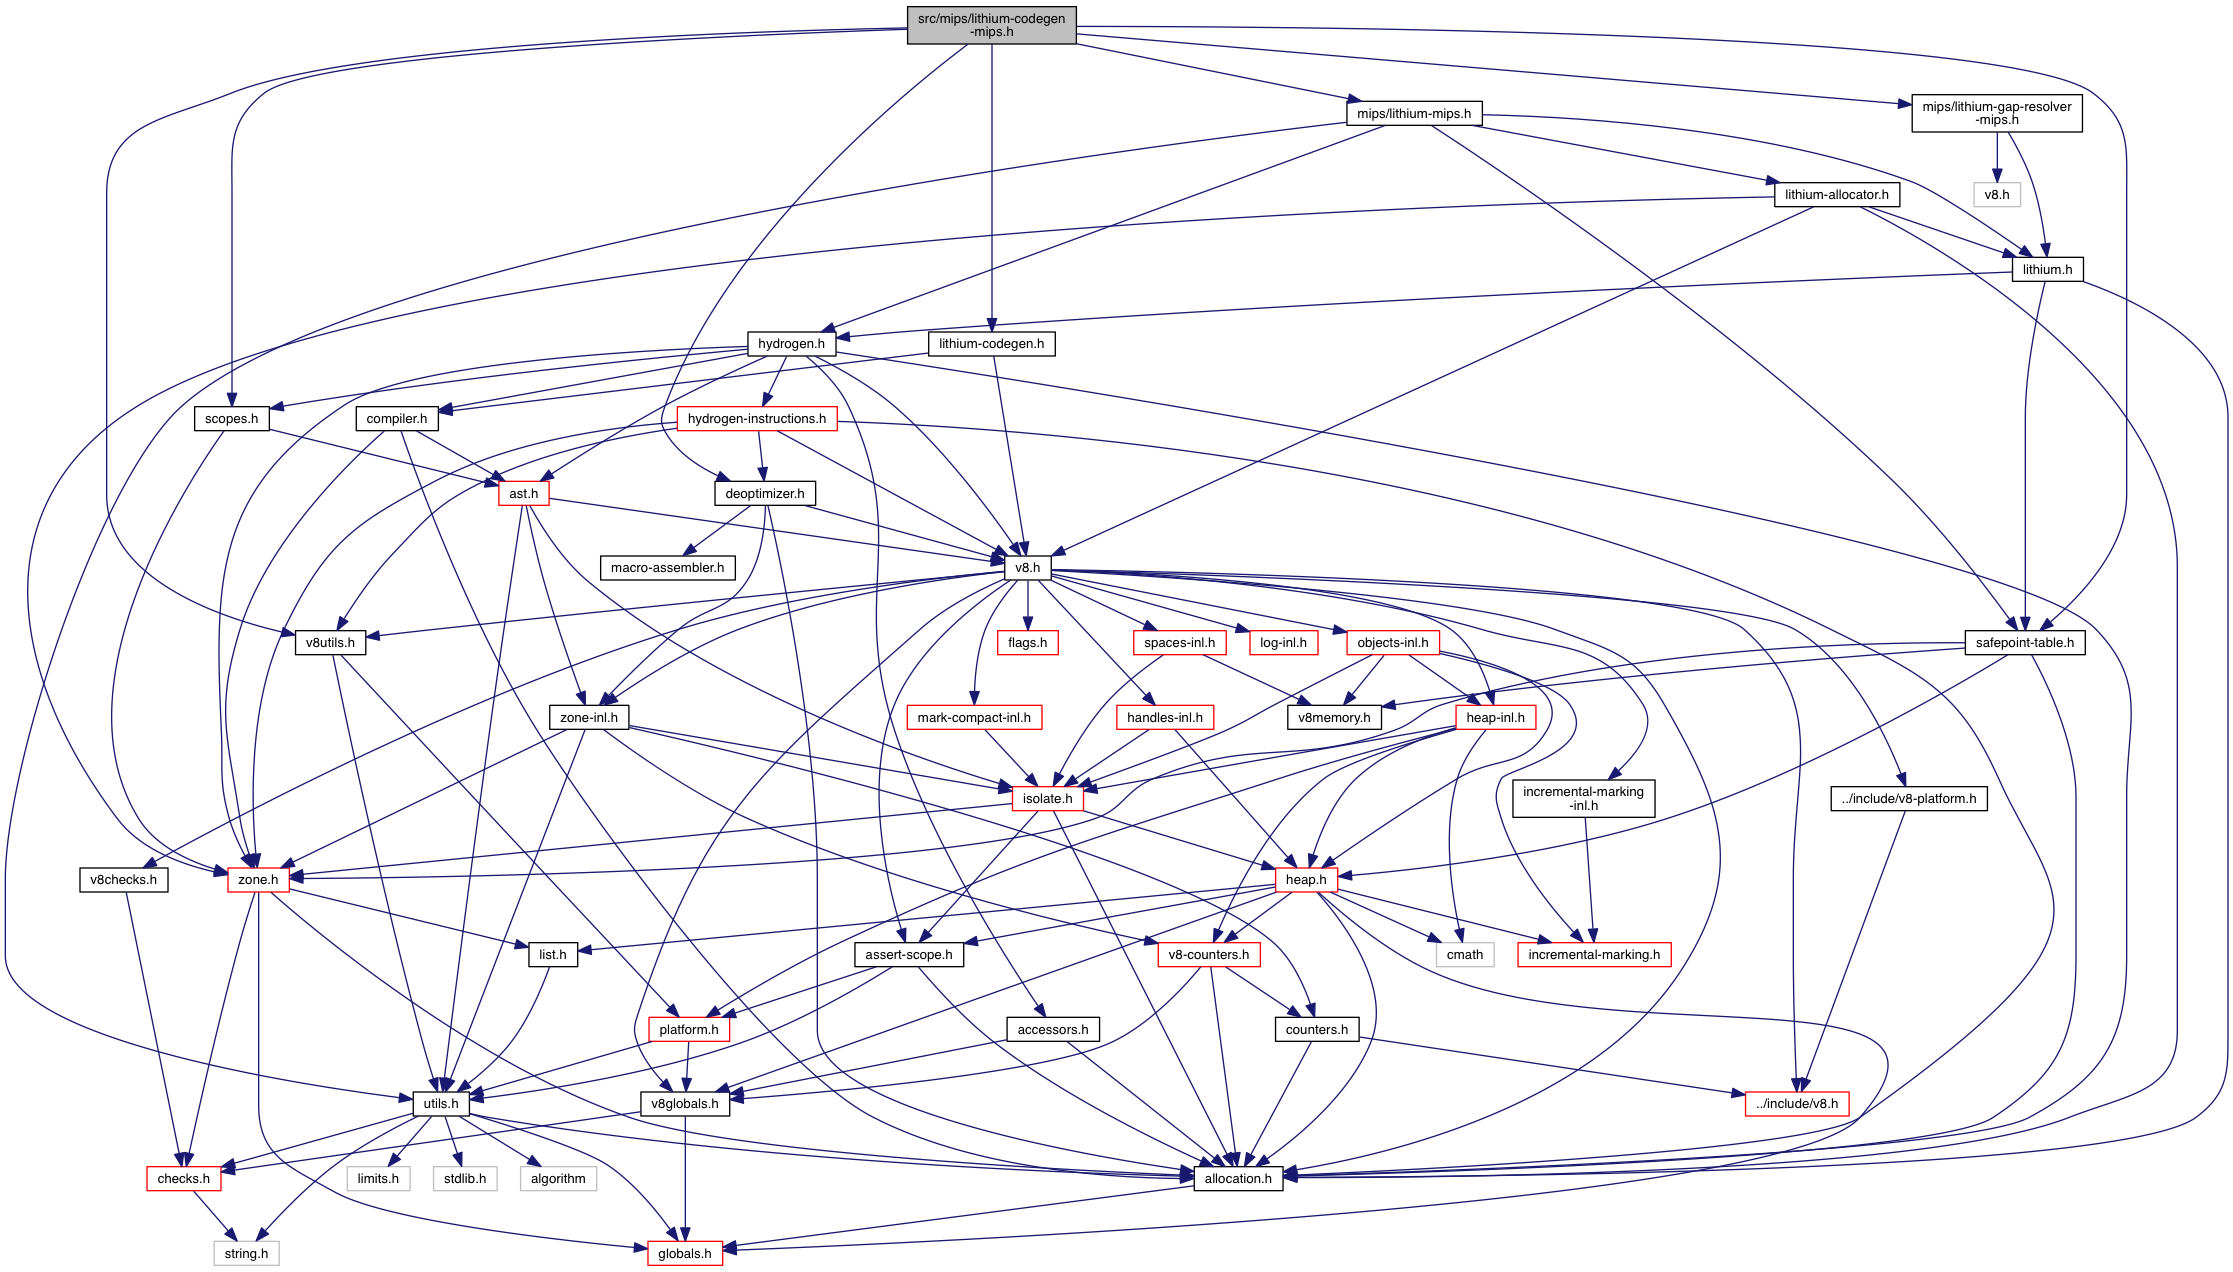 src/mips/lithium-codegen
-mips.h
mips/lithium-mips.h
mips/lithium-gap-resolver
-mips.h
lithium-allocator.h
v8.h
lithium.h
hydrogen.h
lithium-codegen.h
scopes.h
compiler.h
hydrogen-instructions.h
ast.h
deoptimizer.h
macro-assembler.h
v8.h
v8utils.h
flags.h
spaces-inl.h
log-inl.h
objects-inl.h
safepoint-table.h
zone-inl.h
mark-compact-inl.h
handles-inl.h
v8memory.h
heap-inl.h
isolate.h
incremental-marking
-inl.h
../include/v8-platform.h
v8checks.h
zone.h
heap.h
list.h
assert-scope.h
v8-counters.h
cmath
incremental-marking.h
platform.h
accessors.h
counters.h
utils.h
v8globals.h
../include/v8.h
checks.h
limits.h
stdlib.h
algorithm
allocation.h
string.h
globals.h